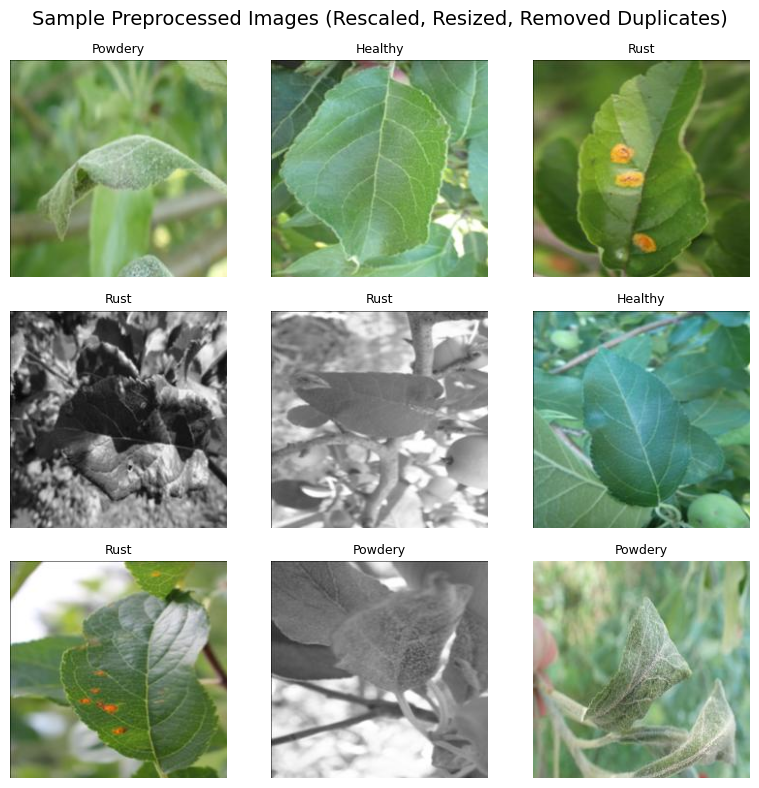 Sample Preprocessed Images (Rescaled, Resized, Removed Duplicates)
Powdery
Healthy
Rust
Rust
Rust
Healthy
Rust
Powdery
Powdery